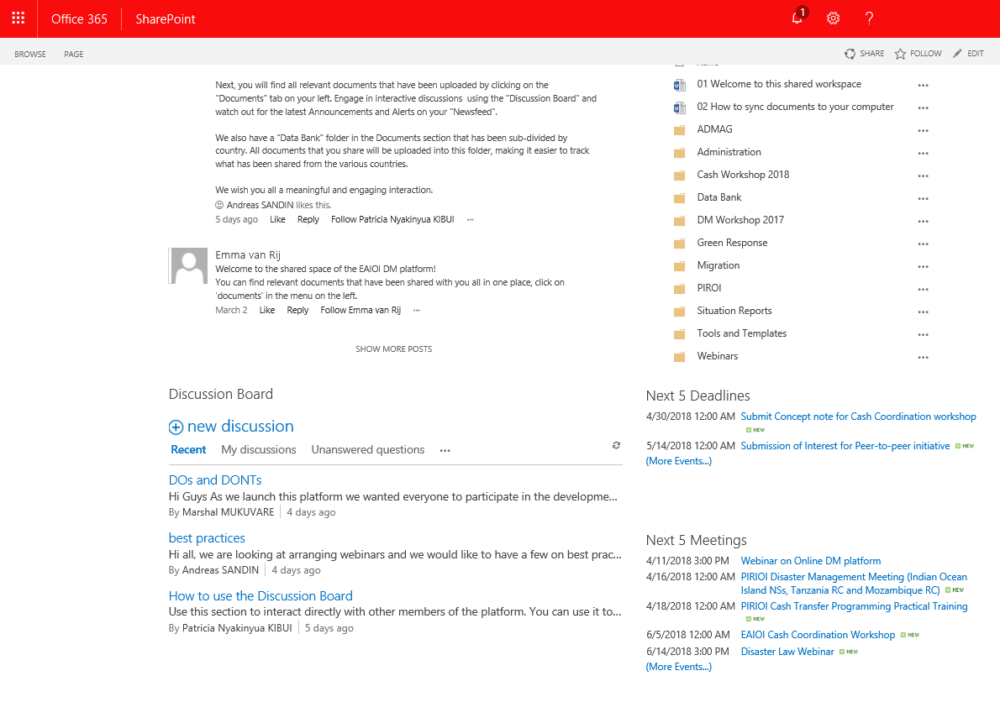 Office 365
SharePoint
1
?
BROWSE
PAGE
SHARE
FOLLOW
EDIT
Next, you will find all relevant documents that have been uploaded by clicking on the
"Documents" tab on your left. Engage in interactive discussions using the "Discussion Board" and
watch out for the latest Announcements and Alerts on your "Newsfeed".
We also have a "Data Bank" folder in the Documents section that has been sub-divided by
country. All documents that you share will be uploaded into this folder, making it easier to track
what has been shared from the various countries.
We wish you all a meaningful and engaging interaction.
Andreas SANDIN likes this.
5 days ago Like Reply Follow Patricia Nyakinyua KIBUI ...
Emma van Rij
Welcome to the shared space of the EAIOI DM platform!
You can find relevant documents that have been shared with you all in one place, click on
'documents' in the menu on the left.
March 2 Like Reply Follow Emma van Rij ...
SHOW MORE POSTS
01 Welcome to this shared workspace ...
02 How to sync documents to your computer ...
ADMAG ...
Administration ...
Cash Workshop 2018 ...
Data Bank ...
DM Workshop 2017 ...
Green Response ...
Migration ...
PIROI ...
Situation Reports ...
Tools and Templates ...
Webinars ...
Discussion Board
new discussion
Recent My discussions Unanswered questions ...
DOs and DONTs
Hi Guys As we launch this platform we wanted everyone to participate in the developme...
By Marshal MUKUVARE | 4 days ago
best practices
Hi all, we are looking at arranging webinars and we would like to have a few on best prac...
By Andreas SANDIN | 4 days ago
How to use the Discussion Board
Use this section to interact directly with other members of the platform. You can use it to...
By Patricia Nyakinyua KIBUI | 5 days ago
Next 5 Deadlines
4/30/2018 12:00 AM Submit Concept note for Cash Coordination workshop
NEW
5/14/2018 12:00 AM Submission of Interest for Peer-to-peer initiative NEW
(More Events...)
Next 5 Meetings
4/11/2018 3:00 PM Webinar on Online DM platform
4/16/2018 12:00 AM PIRIOI Disaster Management Meeting (Indian Ocean
Island NSs, Tanzania RC and Mozambique RC) NEW
4/18/2018 12:00 AM PIRIOI Cash Transfer Programming Practical Training
NEW
6/5/2018 12:00 AM EAIOI Cash Coordination Workshop NEW
6/14/2018 3:00 PM Disaster Law Webinar NEW
(More Events...)